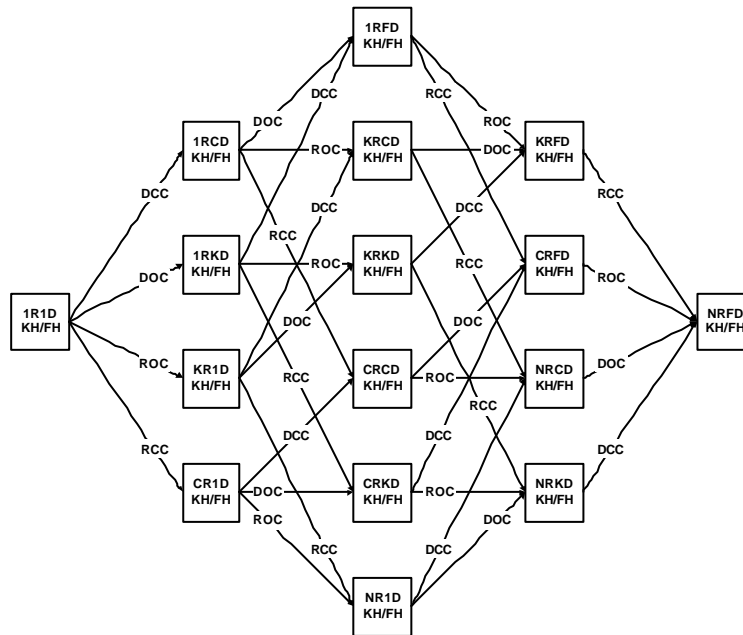 1RFD
KH/FH
DCC
RCC
DOC
ROC
1RCD
KH/FH
ROC
KRCD
KH/FH
DOC
KRFD
KH/FH
DCC
DCC
RCC
RCC
DCC
1RKD
KH/FH
ROC
KRKD
KH/FH
RCC
CRFD
KH/FH
DOC
ROC
1R1D
KH/FH
DOC
DOC
NRFD
KH/FH
ROC
KR1D
KH/FH
RCC
CRCD
KH/FH
ROC
NRCD
KH/FH
DOC
RCC
RCC
DCC
DCC
DCC
CR1D
KH/FH
DOC
CRKD
KH/FH
ROC
NRKD
KH/FH
ROC
DOC
RCC
DCC
NR1D
KH/FH